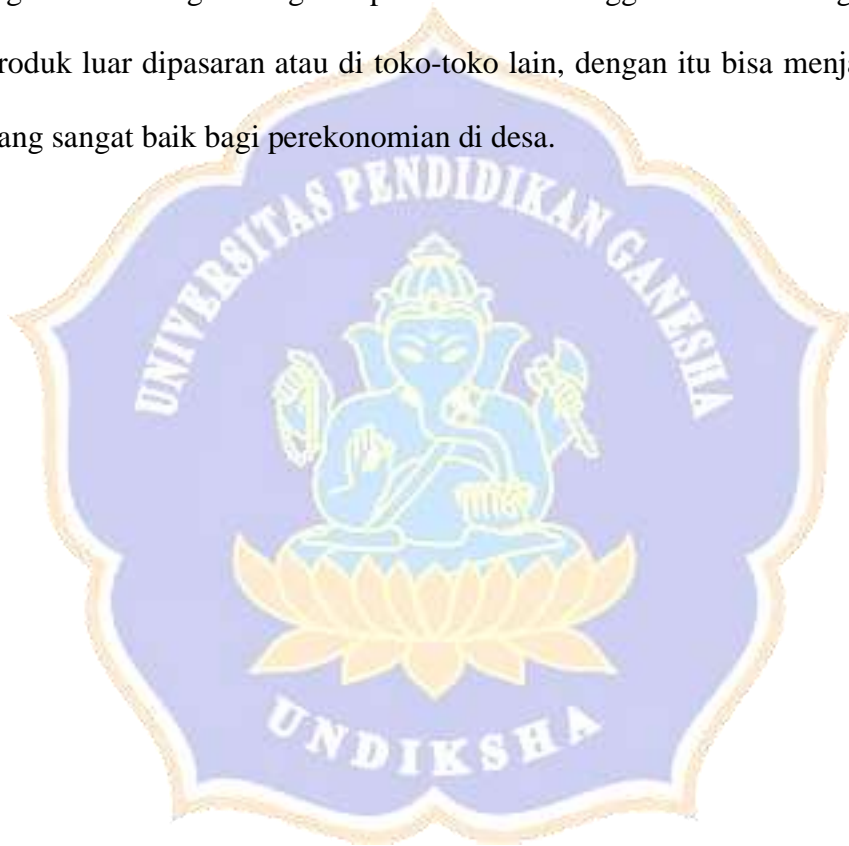 roduk luar dipasaran atau di toko-toko lain, dengan itu bisa menja
ang sangat baik bagi perekonomian di desa.
UNIVERSITAS PENDIDIKAN GANESHA
UNDIKSHA